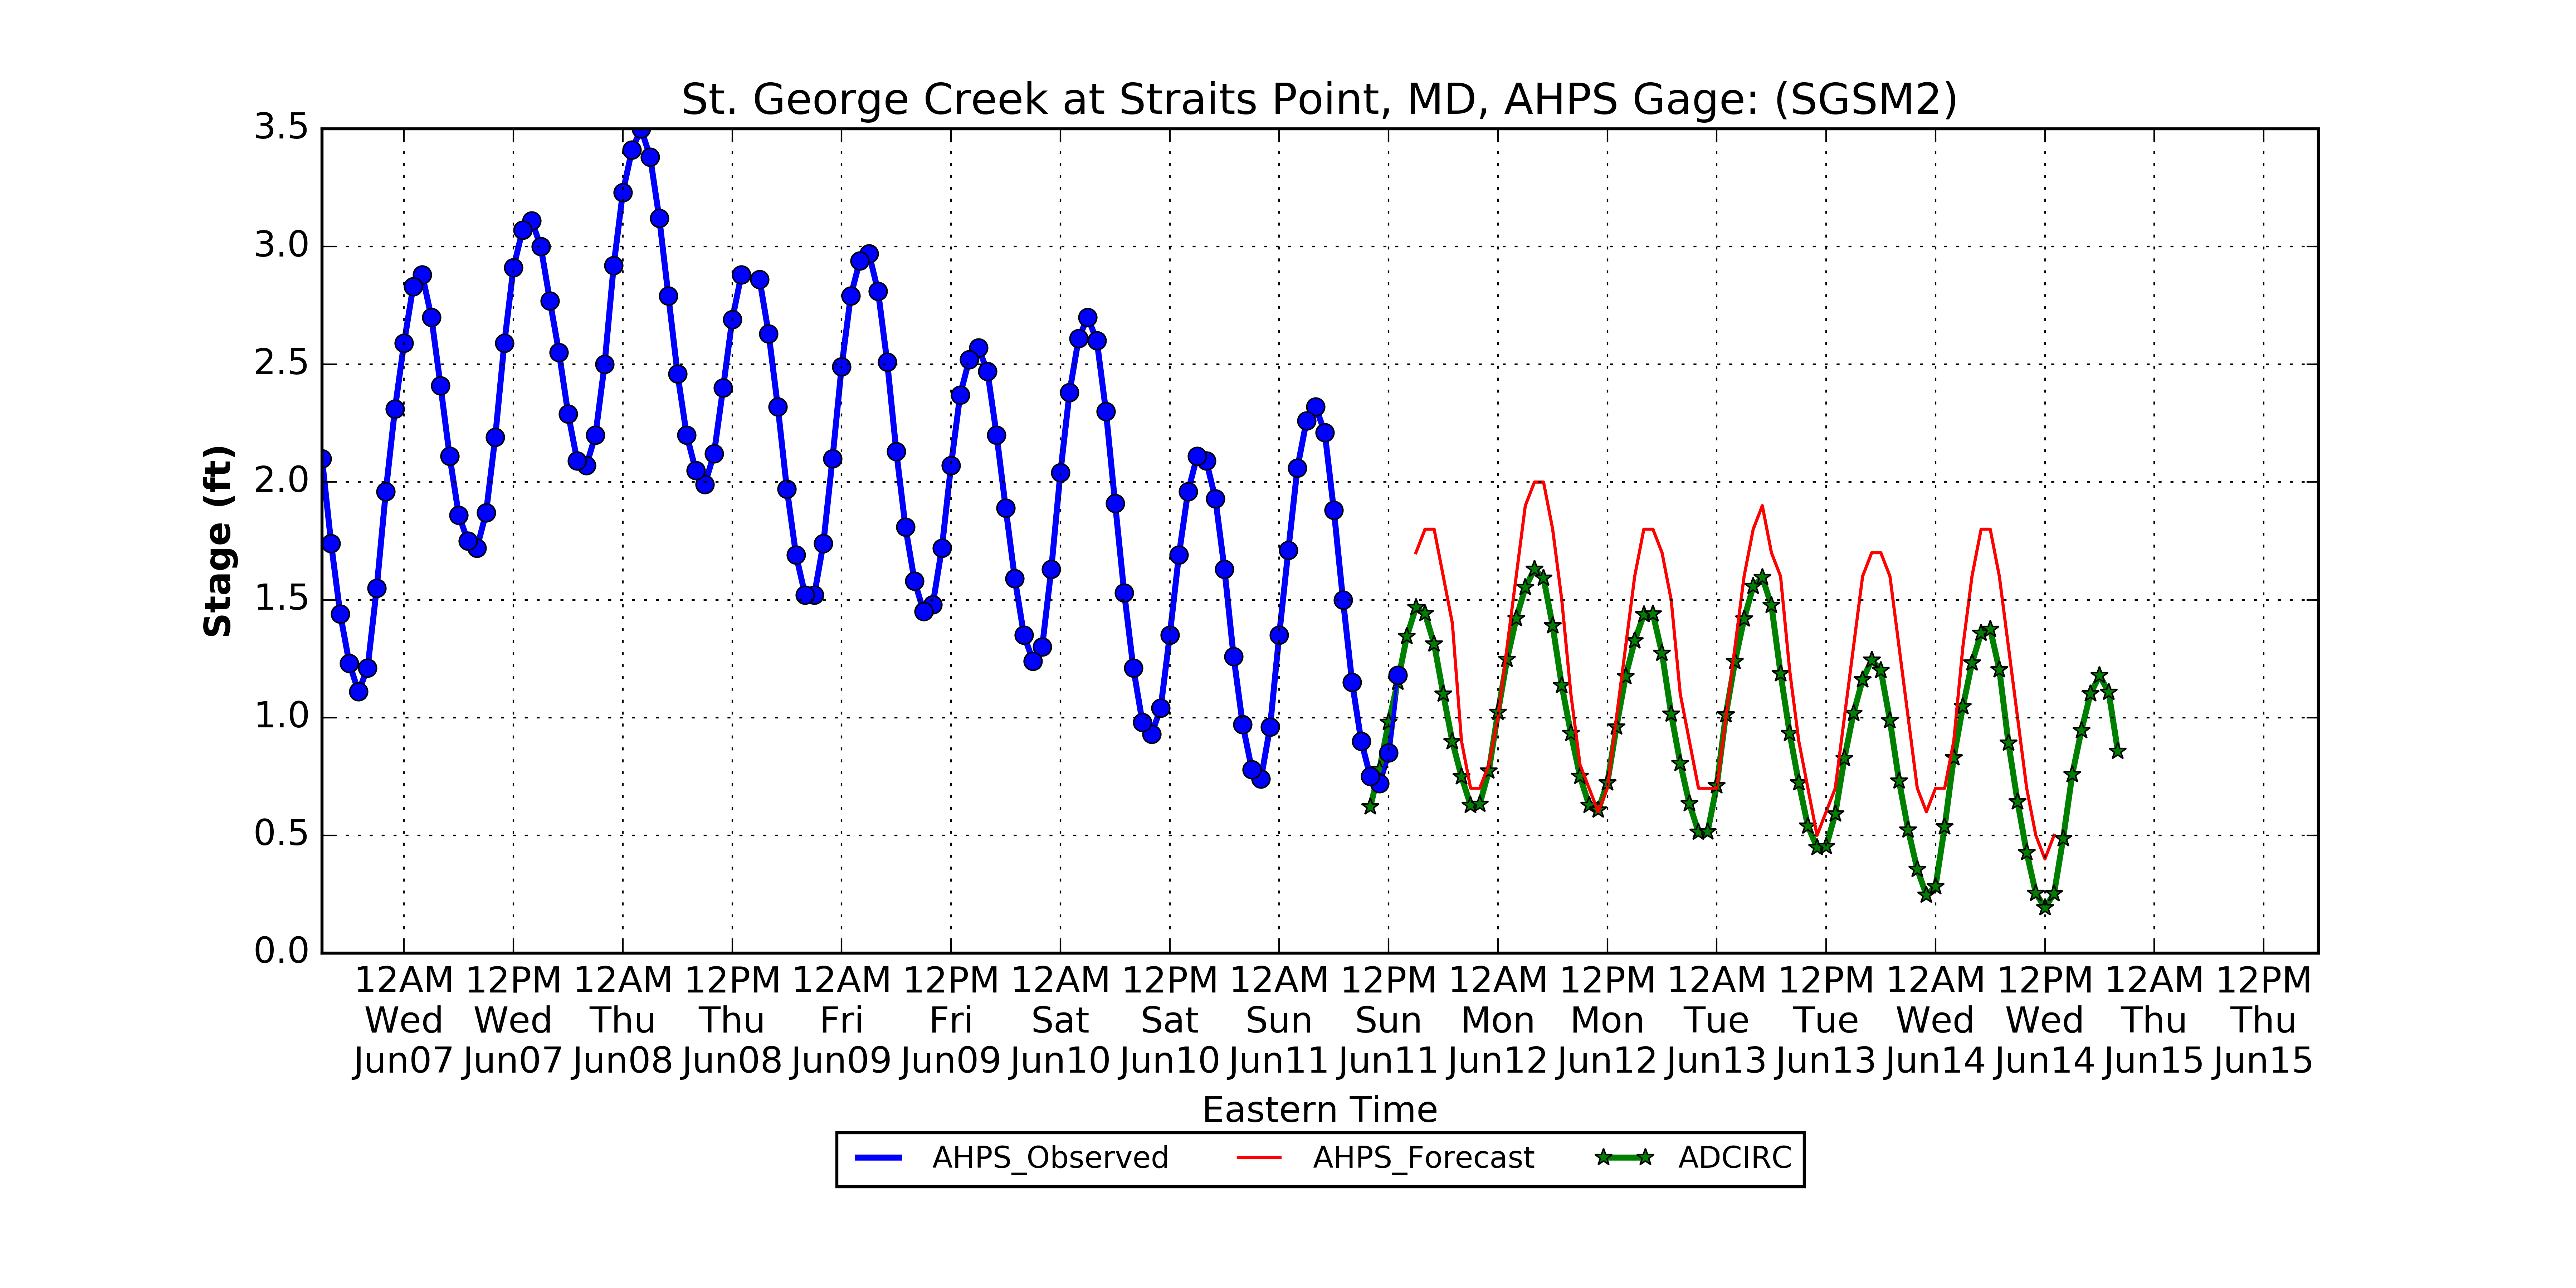 St. George Creek at Straits Point, MD, AHPS Gage: (SGSM2)
3.5
3.0
2.5
2.0
1.5
1.0
0.5
0.0
Stage (ft)
12AM 12PM 12AM 12PM 12AM 12PM 12AM 12PM 12AM 12PM 12AM 12PM 12AM 12PM 12AM 12PM 12AM 12PM
Wed Wed Thu Thu Fri Fri Sat Sat Sun Sun Mon Mon Tue Tue Wed Wed Thu Thu
Jun07 Jun07 Jun08 Jun08 Jun09 Jun09 Jun10 Jun10 Jun11 Jun11 Jun12 Jun12 Jun13 Jun13 Jun14 Jun14 Jun15 Jun15
Eastern Time
AHPS_Observed AHPS_Forecast ADCIRC